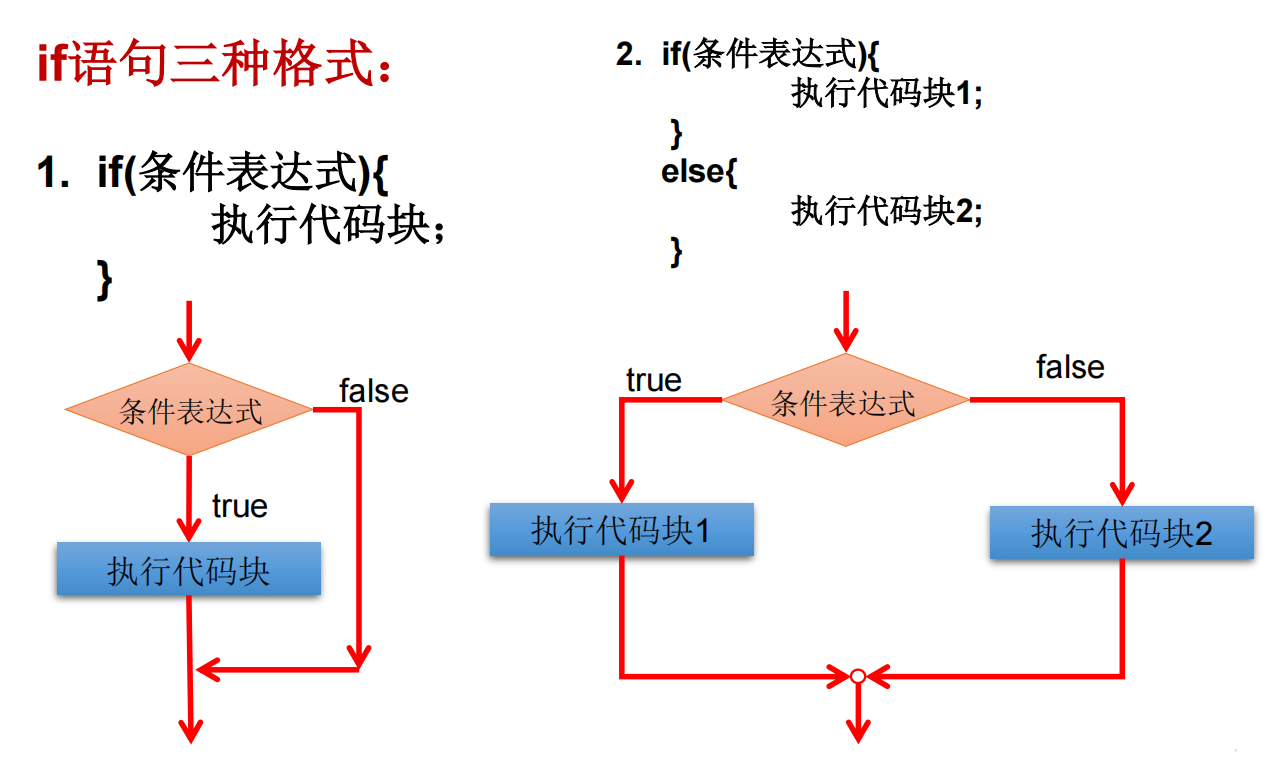 if语句三种格式：
1. if(条件表达式){
执行代码块；
}
2. if(条件表达式){
执行代码块1;
}
else{
执行代码块2;
}
条件表达式
false
true
执行代码块
true
条件表达式
false
执行代码块1
执行代码块2